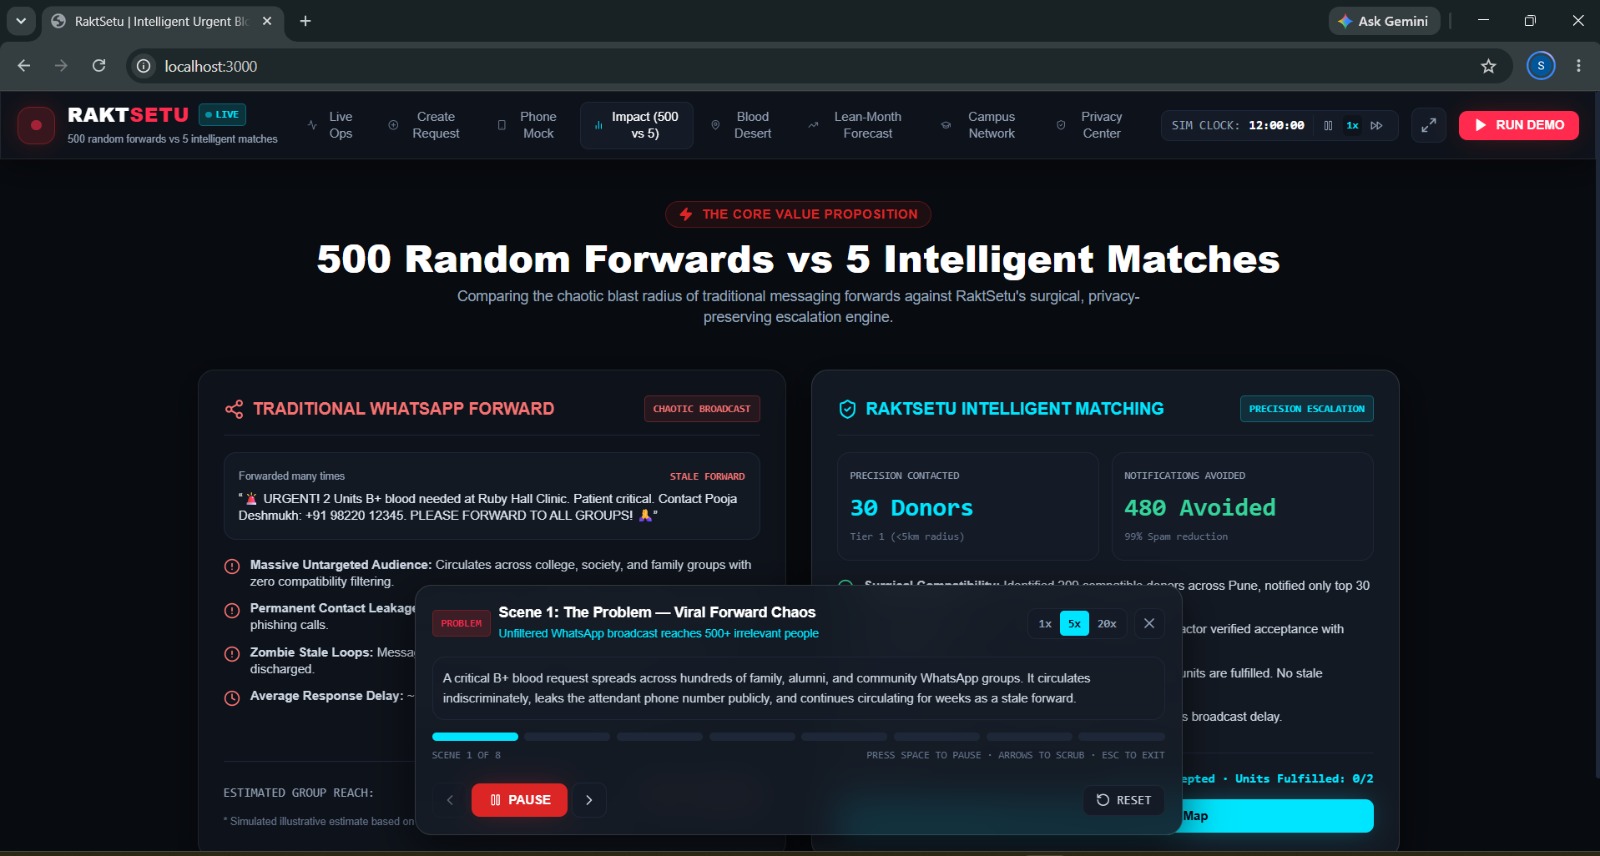 RaktSetu | Intelligent Urgent Blo
Ask Gemini
localhost:3000
S
RAKTSETU
LIVE
500 random forwards vs 5 intelligent matches
Live
Ops
Create
Request
Phone
Mock
Impact (500
vs 5)
Blood
Desert
Lean-Month
Forecast
Campus
Network
Privacy
Center
SIM CLOCK: 12:00:00
1x
RUN DEMO
THE CORE VALUE PROPOSITION
500 Random Forwards vs 5 Intelligent Matches
Comparing the chaotic blast radius of traditional messaging forwards against RaktSetu's surgical, privacy-
preserving escalation engine.
TRADITIONAL WHATSAPP FORWARD
CHAOTIC BROADCAST
Forwarded many times
STALE FORWARD
"🚨 URGENT! 2 Units B+ blood needed at Ruby Hall Clinic. Patient critical. Contact Pooja
Deshmukh: +91 98220 12345. PLEASE FORWARD TO ALL GROUPS! 🙏"
Massive Untargeted Audience: Circulates across college, society, and family groups with
zero compatibility filtering.
Permanent Contact Leakage
phishing calls.
Zombie Stale Loops: Messa
discharged.
Average Response Delay: ~
ESTIMATED GROUP REACH:
* Simulated illustrative estimate based on
RAKTSETU INTELLIGENT MATCHING
PRECISION ESCALATION
PRECISION CONTACTED
30 Donors
Tier 1 (<5km radius)
NOTIFICATIONS AVOIDED
480 Avoided
99% Spam reduction
Surgical Compatibility: Identified 200 compatible donors across Pune, notified only top 30
actor verified acceptance with
units are fulfilled. No stale
s broadcast delay.
epted · Units Fulfilled: 0/2
Map
PROBLEM
Scene 1: The Problem — Viral Forward Chaos
Unfiltered WhatsApp broadcast reaches 500+ irrelevant people
1x
5x
20x
A critical B+ blood request spreads across hundreds of family, alumni, and community WhatsApp groups. It circulates
indiscriminately, leaks the attendant phone number publicly, and continues circulating for weeks as a stale forward.
SCENE 1 OF 8
PRESS SPACE TO PAUSE · ARROWS TO SCRUB · ESC TO EXIT
PAUSE
RESET